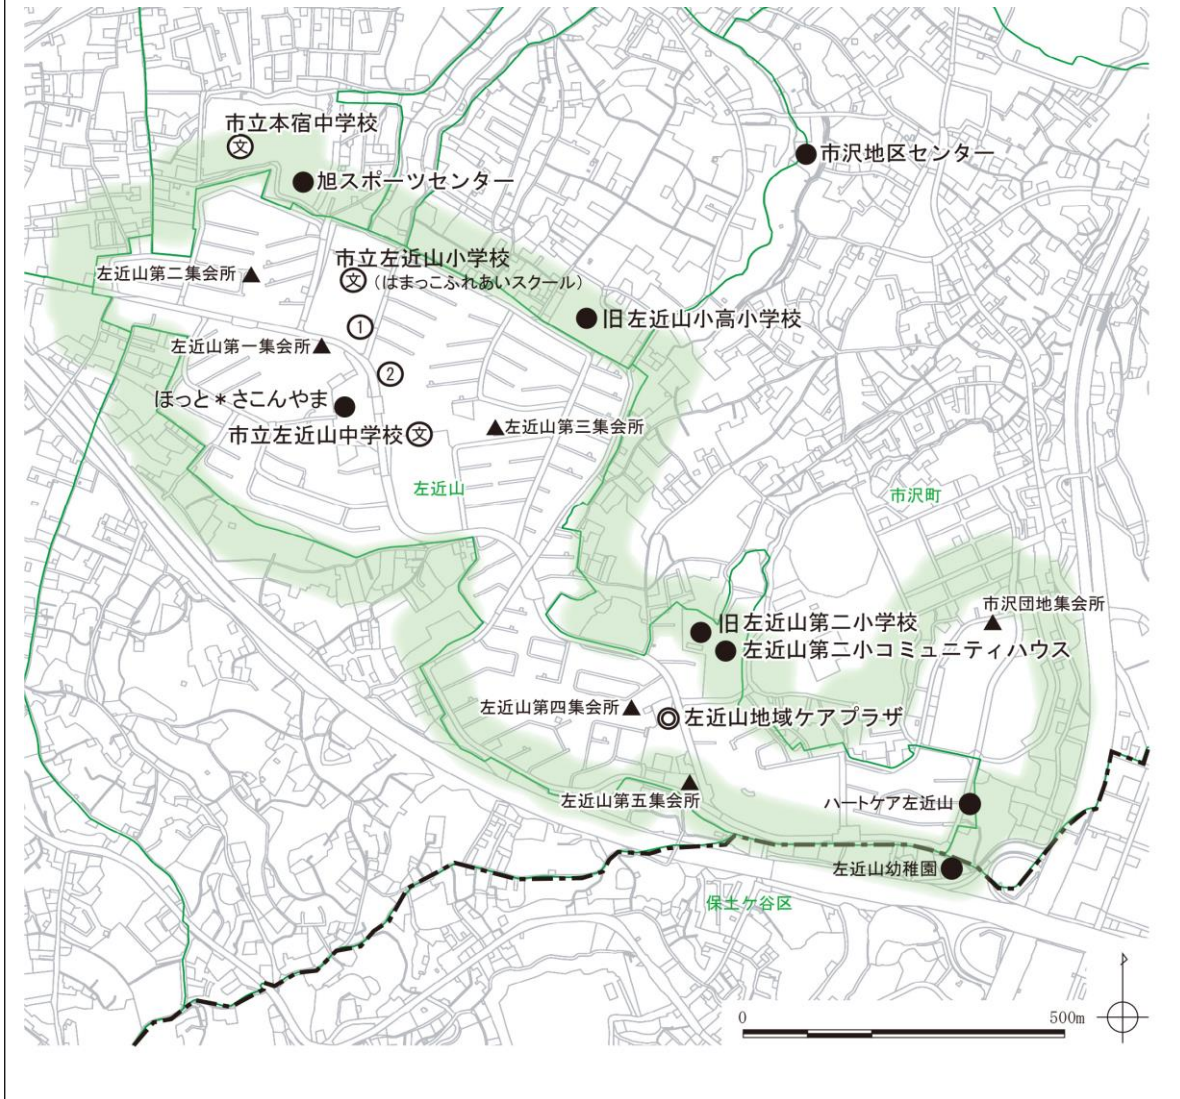 市立本宿中学校
文
旭スポーツセンター
市沢地区センター
左近山第二集会所
市立左近山小学校
文(はまっこふれあいスクール)
旧左近山小高小学校
1
左近山第一集会所
2
ほっと*さこんやま
市立左近山中学校文
左近山第三集会所
左近山
市沢町
市沢団地集会所
旧左近山第二小学校
左近山第二小コミュニティハウス
左近山第四集会所
左近山地域ケアプラザ
左近山第五集会所
ハートケア左近山
左近山幼稚園
保土ケ谷区
0 500m